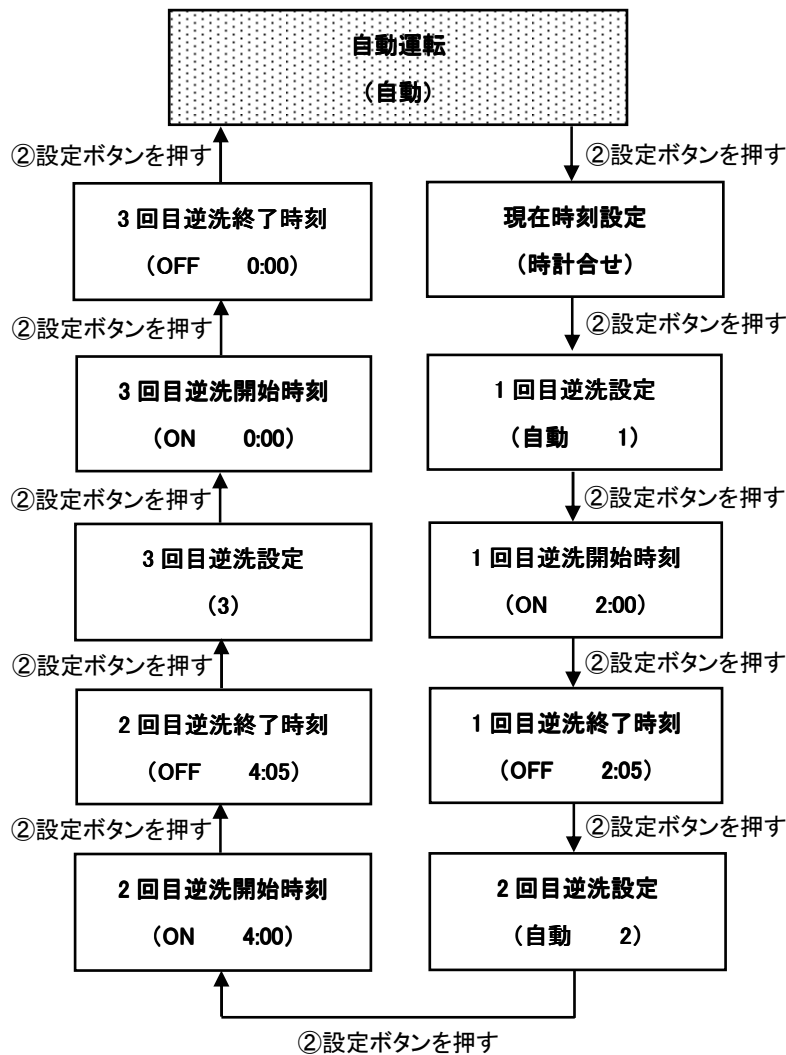 自動運転
（自動）
②設定ボタンを押す
②設定ボタンを押す
3 回目逆洗終了時刻
（OFF 0:00）
現在時刻設定
（時計合せ）
②設定ボタンを押す
②設定ボタンを押す
3 回目逆洗開始時刻
（ON 0:00）
1 回目逆洗設定
（自動 1）
②設定ボタンを押す
②設定ボタンを押す
3 回目逆洗設定
（3）
1 回目逆洗開始時刻
（ON 2:00）
②設定ボタンを押す
②設定ボタンを押す
2 回目逆洗終了時刻
（OFF 4:05）
1 回目逆洗終了時刻
（OFF 2:05）
②設定ボタンを押す
②設定ボタンを押す
2 回目逆洗開始時刻
（ON 4:00）
2 回目逆洗設定
（自動 2）
②設定ボタンを押す